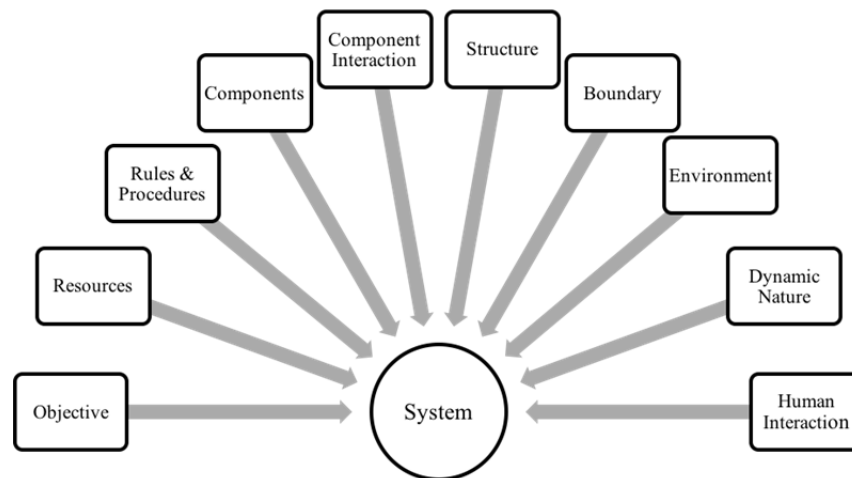 Component
Interaction
Structure
Components
Boundary
Rules &
Procedures
Environment
Resources
Dynamic
Nature
Objective
System
Human
Interaction